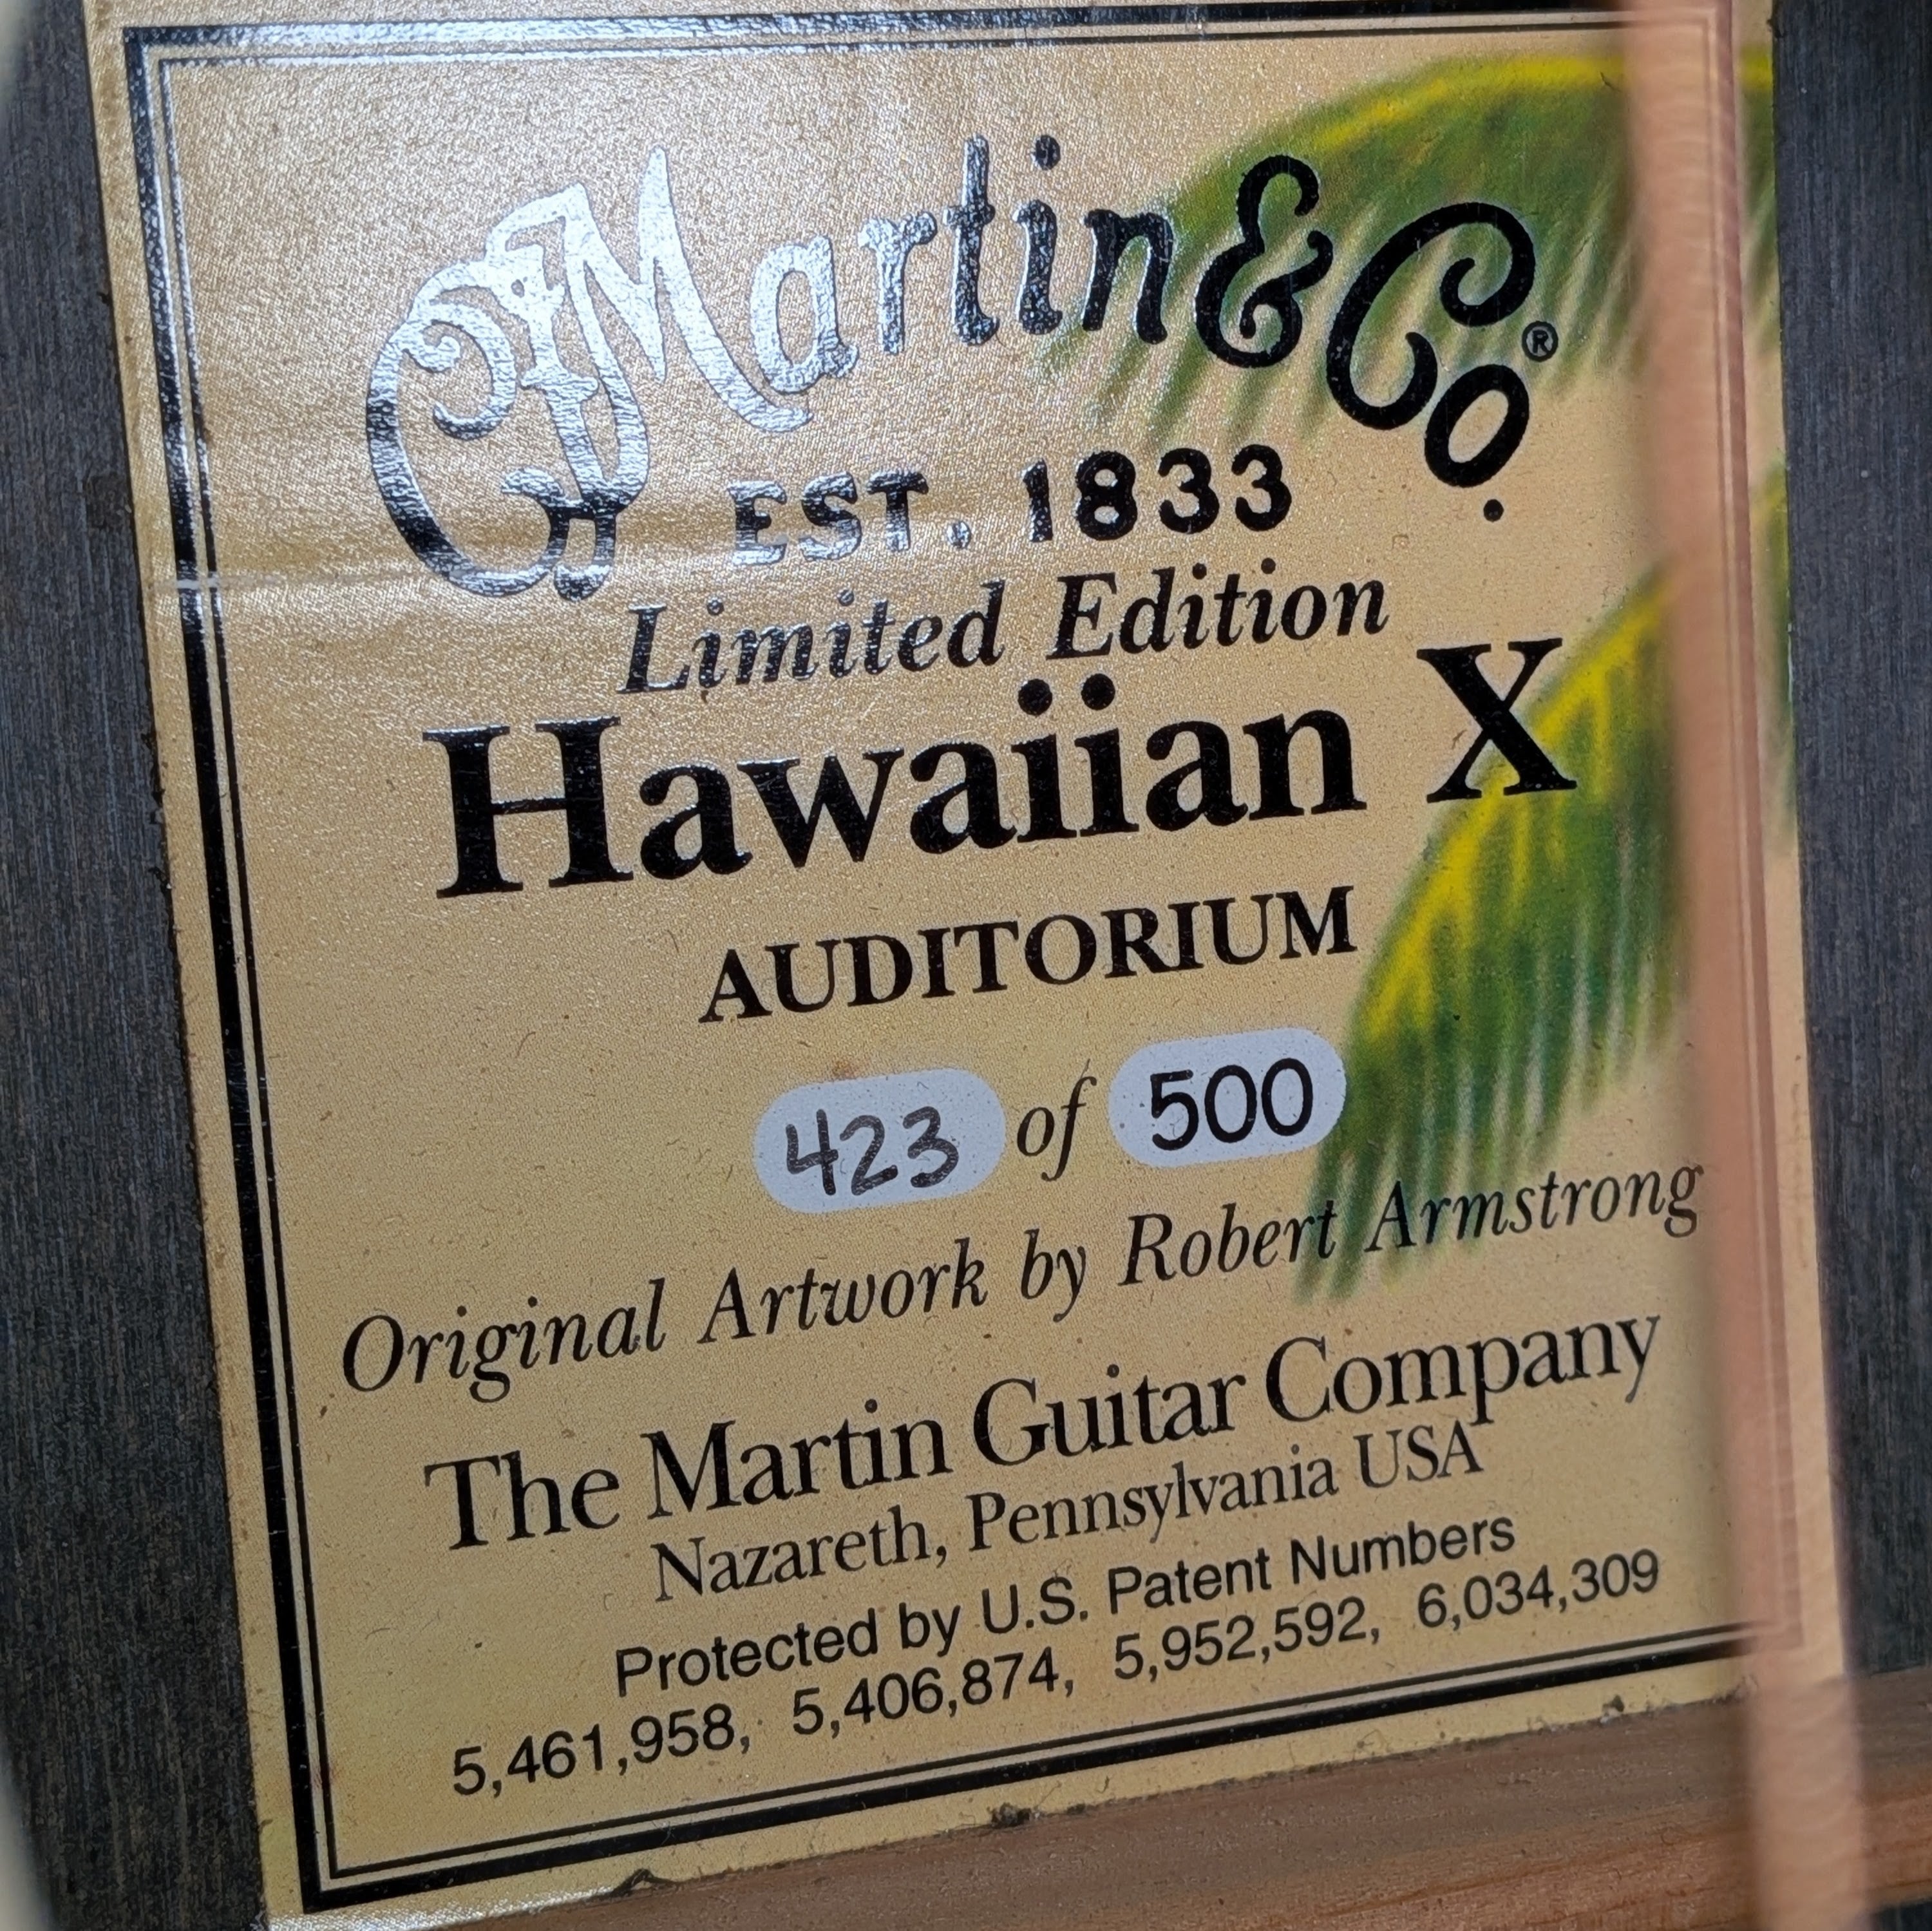 CF Martin & Co.®
EST. 1833
Limited Edition
Hawaiian X
AUDITORIUM
423 of 500
Original Artwork by Robert Armstrong
The Martin Guitar Company
Nazareth, Pennsylvania USA
Protected by U.S. Patent Numbers
5,461,958, 5,406,874, 5,952,592, 6,034,309